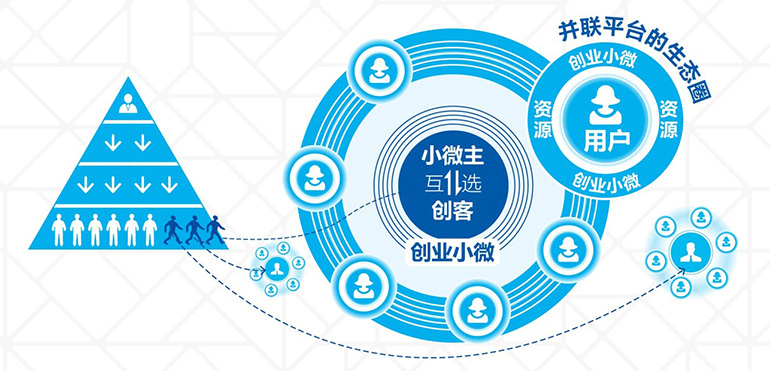 并联平台的生态圈
创业小微
资源
资源
用户
创业小微
小微主
互选
创客
创业小微